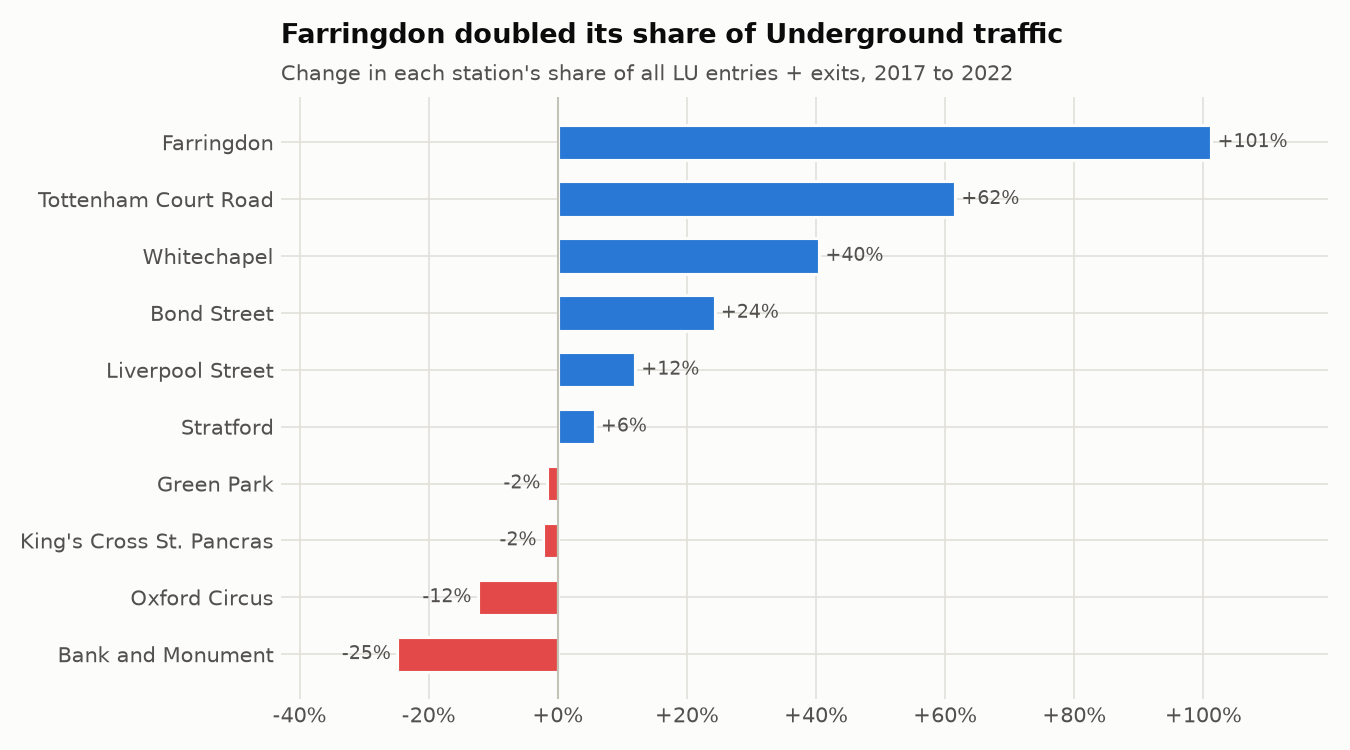 Farringdon doubled its share of Underground traffic
Change in each station's share of all LU entries + exits, 2017 to 2022
Farringdon +101%
Tottenham Court Road +62%
Whitechapel +40%
Bond Street +24%
Liverpool Street +12%
Stratford +6%
Green Park -2%
King's Cross St. Pancras -2%
Oxford Circus -12%
Bank and Monument -25%
-40% -20% +0% +20% +40% +60% +80% +100%